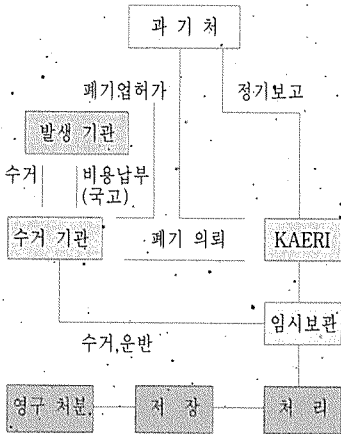 과 기 처
폐기업허가
정기보고
발생 기관
수거
비용납부
(국고)
수거 기관
폐기 의뢰
KAERI
임시보관
수거,운반
영구 처분
저 장
처 리